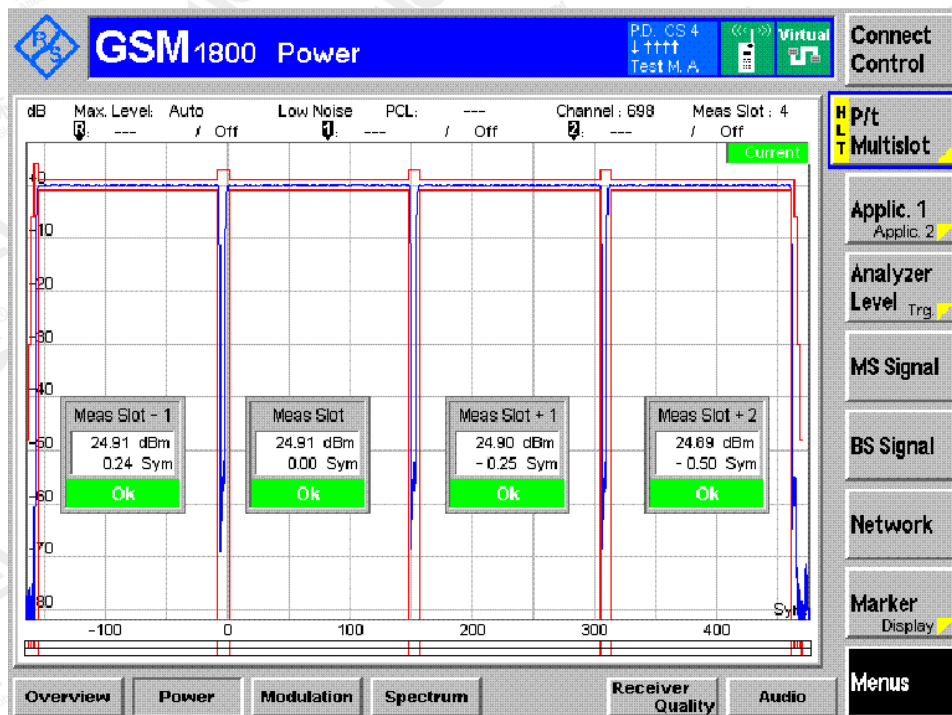 R&S
GSM 1800 Power
P.D. CS 4
↓↑↑↑↑
Test M. A.
Virtual
Connect Control
dB Max. Level: Auto Low Noise PCL: --- Channel : 698 Meas Slot : 4
R: --- / Off 1: --- / Off 2: --- / Off
Current
HLT
P/t Multislot
+0
-10
-20
-30
-40
-50
-60
-70
-80
Meas Slot - 1
24.91 dBm
0.24 Sym
Ok
Meas Slot
24.91 dBm
0.00 Sym
Ok
Meas Slot + 1
24.90 dBm
- 0.25 Sym
Ok
Meas Slot + 2
24.89 dBm
- 0.50 Sym
Ok
Sym
-100 0 100 200 300 400
Applic. 1
Applic. 2
Analyzer
Level Trg.
MS Signal
BS Signal
Network
Marker
Display
Menus
Overview Power Modulation Spectrum Receiver Quality Audio